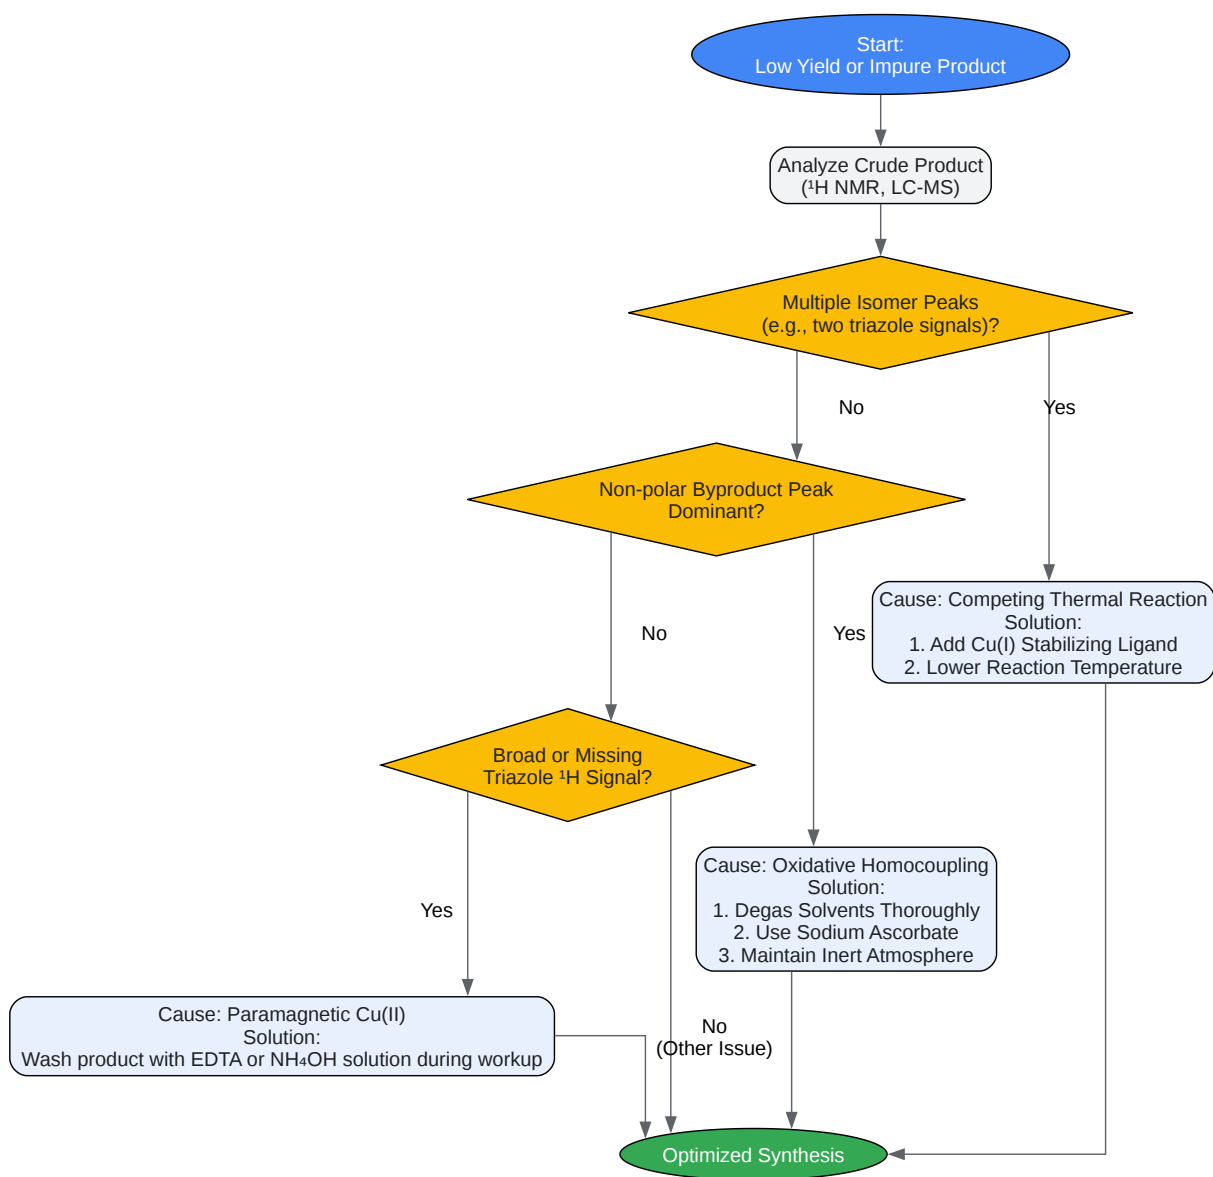 Start:
Low Yield or Impure Product
Analyze Crude Product
(¹H NMR, LC-MS)
Multiple Isomer Peaks
(e.g., two triazole signals)?
No
Yes
Non-polar Byproduct Peak
Dominant?
No
Yes
Cause: Competing Thermal Reaction
Solution:
1. Add Cu(I) Stabilizing Ligand
2. Lower Reaction Temperature
Broad or Missing
Triazole ¹H Signal?
Yes
Cause: Oxidative Homocoupling
Solution:
1. Degas Solvents Thoroughly
2. Use Sodium Ascorbate
3. Maintain Inert Atmosphere
Cause: Paramagnetic Cu(II)
Solution:
Wash product with EDTA or NH₄OH solution during workup
No
(Other Issue)
Optimized Synthesis